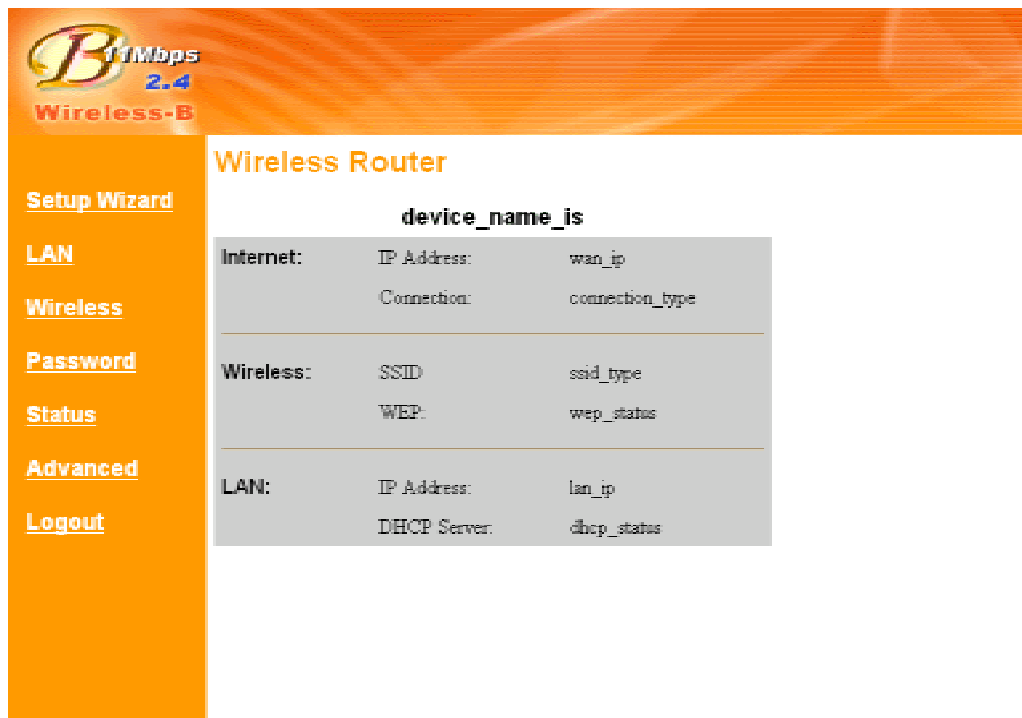 B 11Mbps
2.4
Wireless-B
Setup Wizard
LAN
Wireless
Password
Status
Advanced
Logout
Wireless Router
device_name_is
Internet: IP Address: wan_ip
Connection: connection_type
Wireless: SSID ssid_type
WEP: wep_status
LAN: IP Address: lan_ip
DHCP Server: dhcp_status